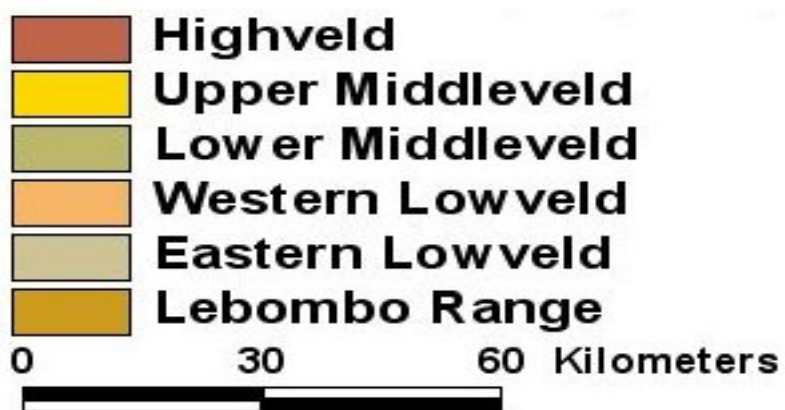 Highveld
Upper Middleveld
Lower Middleveld
Western Lowveld
Eastern Lowveld
Lebombo Range
0 30 60 Kilometers